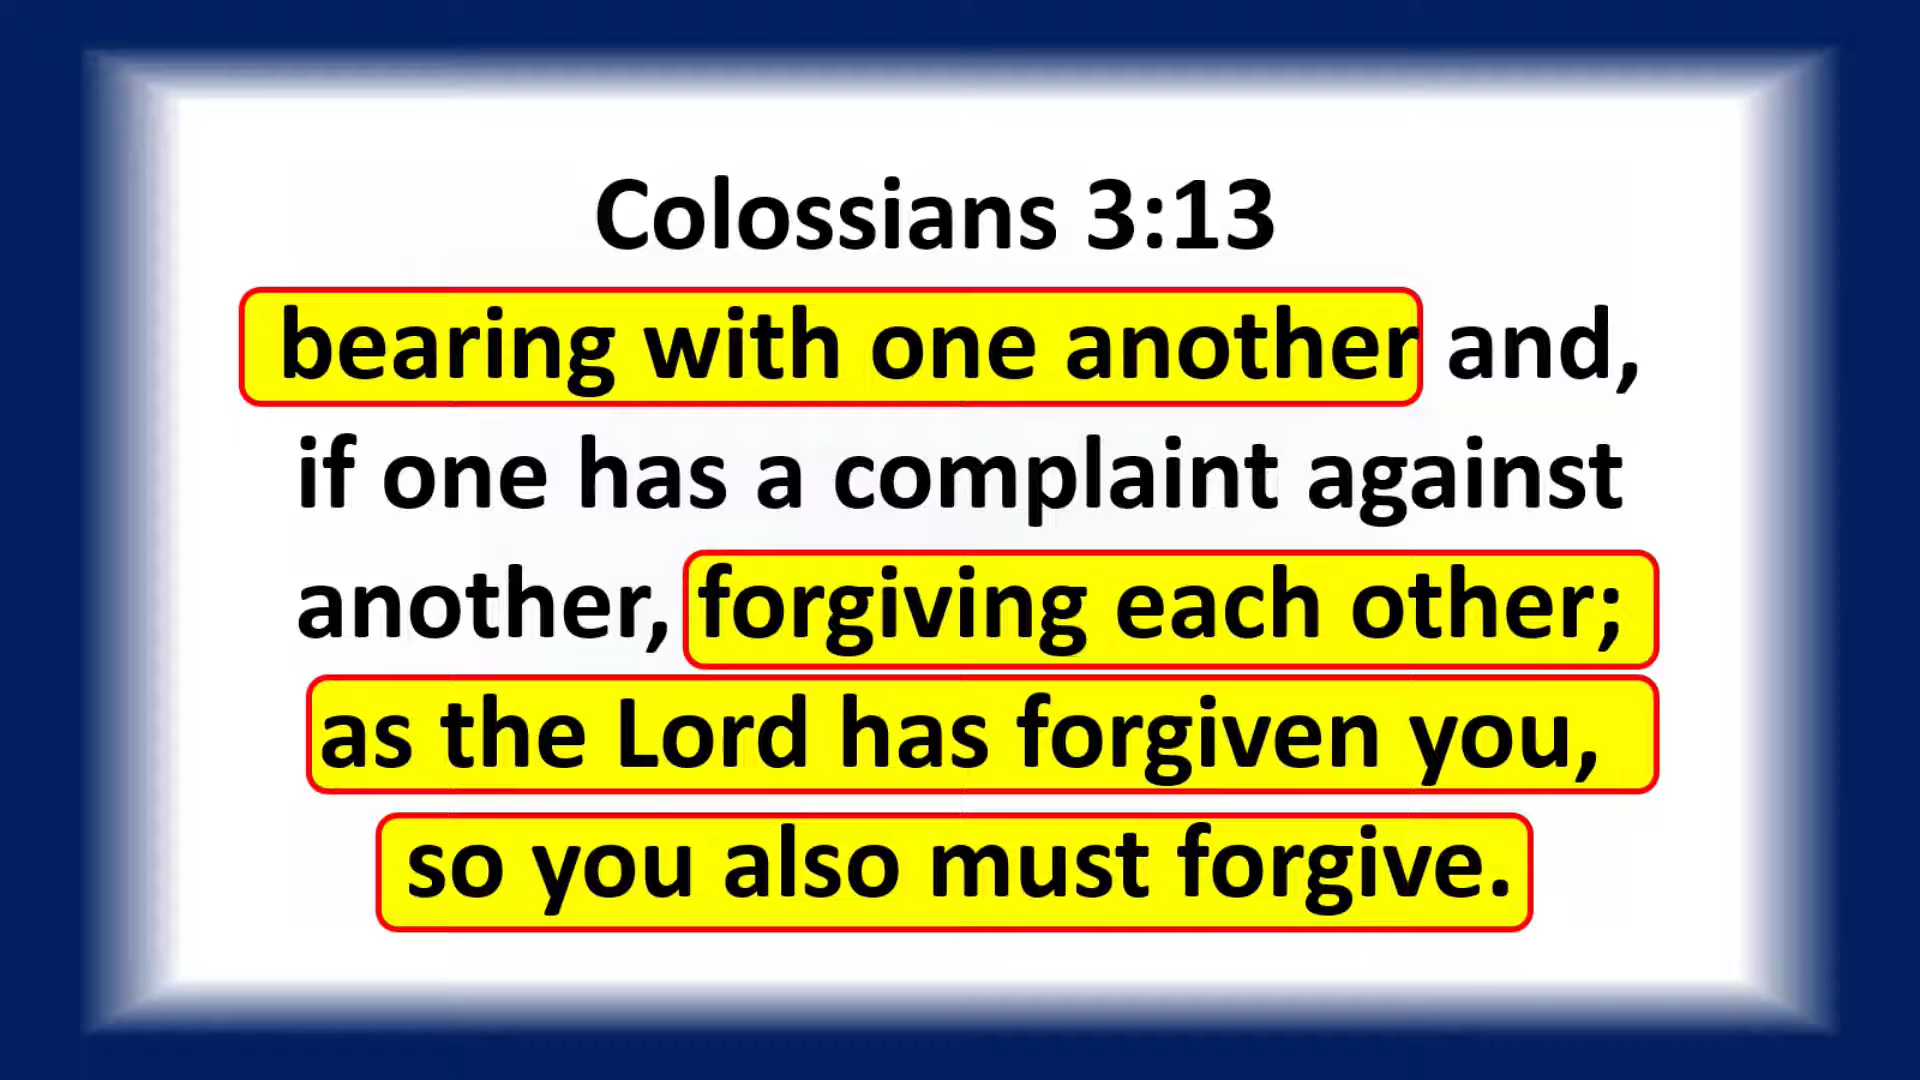 Colossians 3:13
bearing with one another and,
if one has a complaint against
another, forgiving each other;
as the Lord has forgiven you,
so you also must forgive.